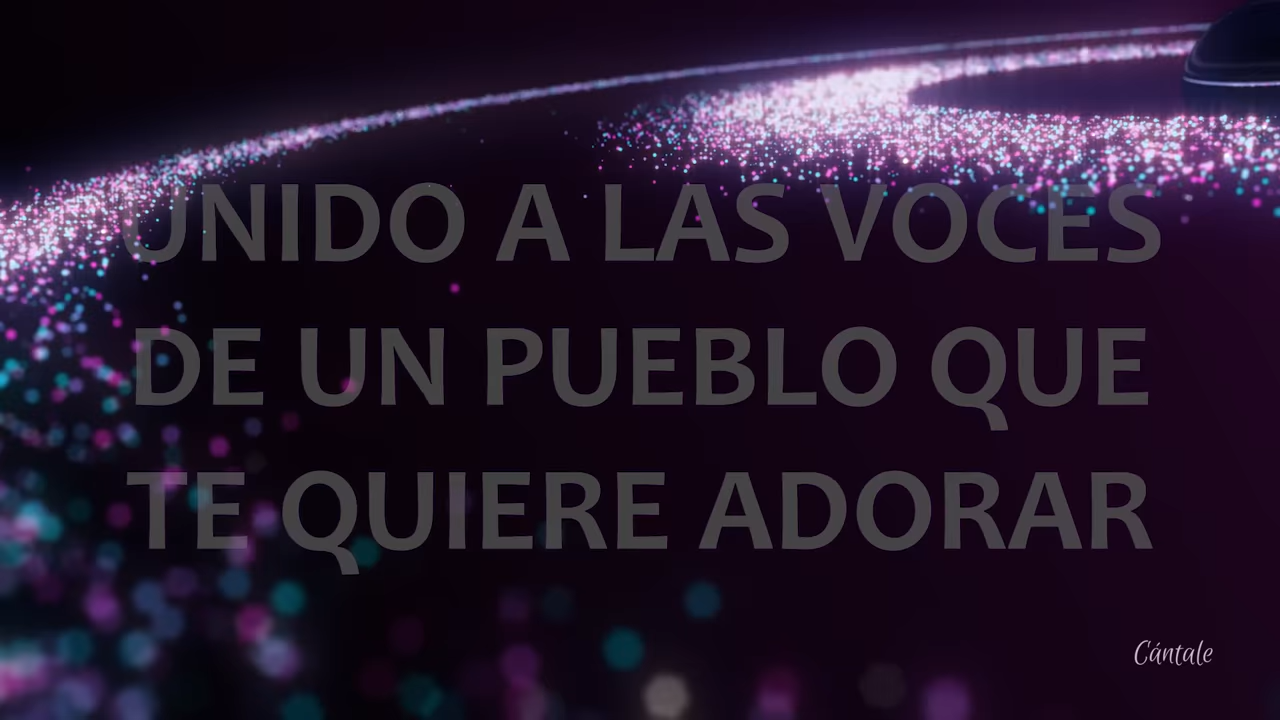 UNIDO A LAS VOCES
DE UN PUEBLO QUE
TE QUIERE ADORAR
Cántale